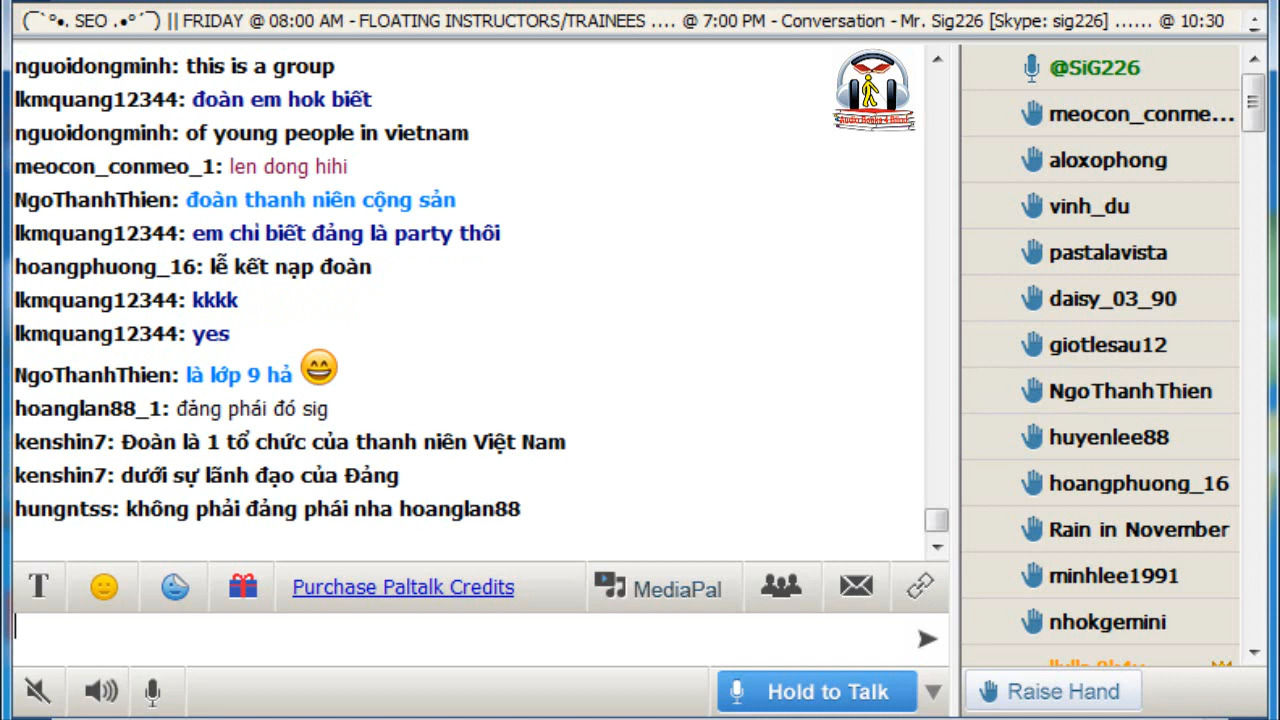 (¯`°•. SEO .•°´¯) || FRIDAY @ 08:00 AM - FLOATING INSTRUCTORS/TRAINEES .... @ 7:00 PM - Conversation - Mr. Sig226 [Skype: sig226] ...... @ 10:30
nguoidongminh: this is a group
lkmquang12344: đoàn em hok biết
nguoidongminh: of young people in vietnam
meocon_conmeo_1: len dong hihi
NgoThanhThien: đoàn thanh niên cộng sản
lkmquang12344: em chỉ biết đảng là party thôi
hoangphuong_16: lễ kết nạp đoàn
lkmquang12344: kkkk
lkmquang12344: yes
NgoThanhThien: là lớp 9 hả
hoanglan88_1: đảng phái đó sig
kenshin7: Đoàn là 1 tổ chức của thanh niên Việt Nam
kenshin7: dưới sự lãnh đạo của Đảng
hungntss: không phải đảng phái nha hoanglan88
Audio Books 4 Blind
@SiG226
meocon_conme...
aloxophong
vinh_du
pastalavista
daisy_03_90
giotlesau12
NgoThanhThien
huyenlee88
hoangphuong_16
Rain in November
minhlee1991
nhokgemini
T
Purchase Paltalk Credits
MediaPal
Hold to Talk
Raise Hand